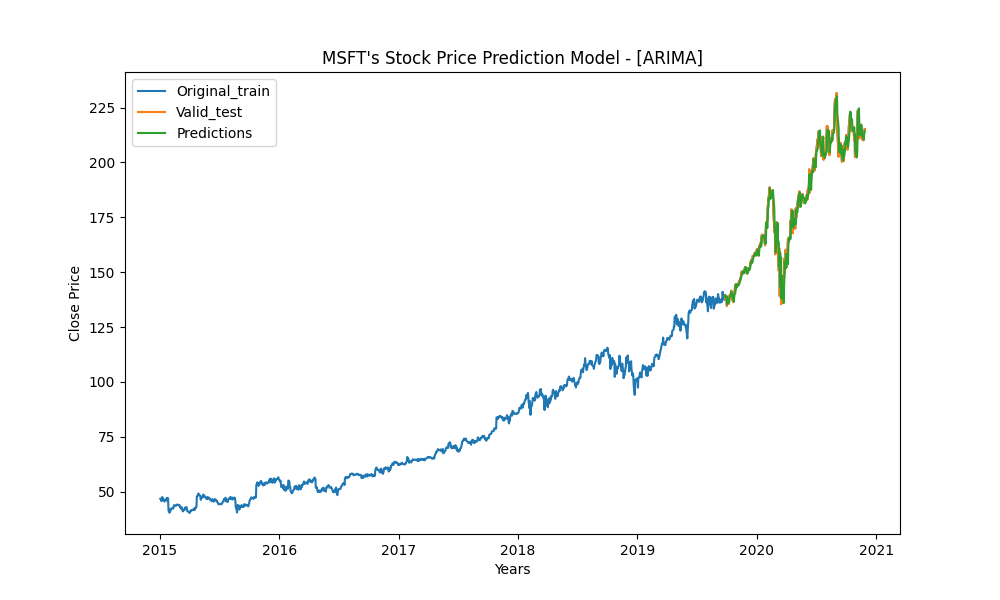 MSFT's Stock Price Prediction Model - [ARIMA]
Original_train
Valid_test
Predictions
Close Price
225
200
175
150
125
100
75
50
2015 2016 2017 2018 2019 2020 2021
Years